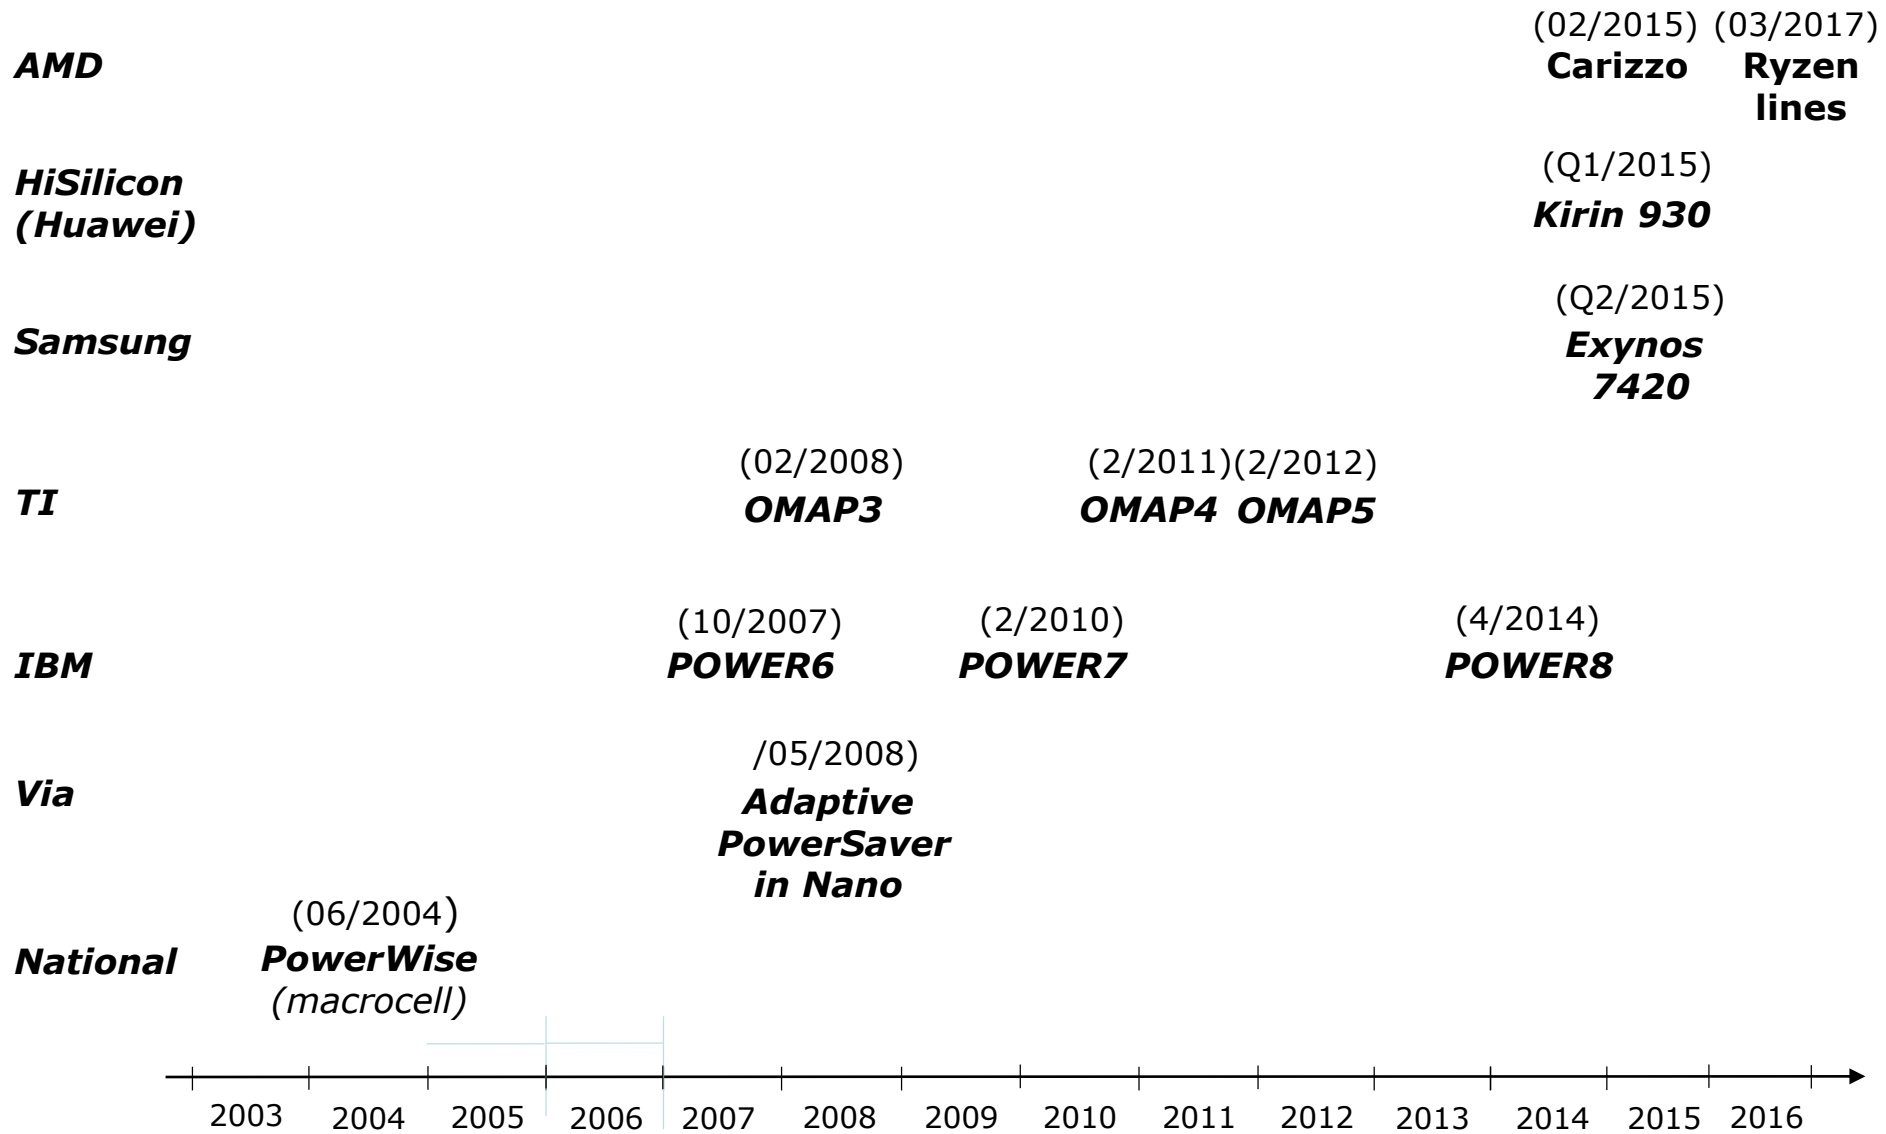 (02/2015) (03/2017)
AMD Carizzo Ryzen
lines
(Q1/2015)
HiSilicon
(Huawei)
Kirin 930
(Q2/2015)
Samsung Exynos
7420
(02/2008) (2/2011)(2/2012)
TI OMAP3 OMAP4 OMAP5
(10/2007) (2/2010) (4/2014)
IBM POWER6 POWER7 POWER8
/05/2008)
Via Adaptive
PowerSaver
in Nano
(06/2004)
National PowerWise
(macrocell)
2003 2004 2005 2006 2007 2008 2009 2010 2011 2012 2013 2014 2015 2016